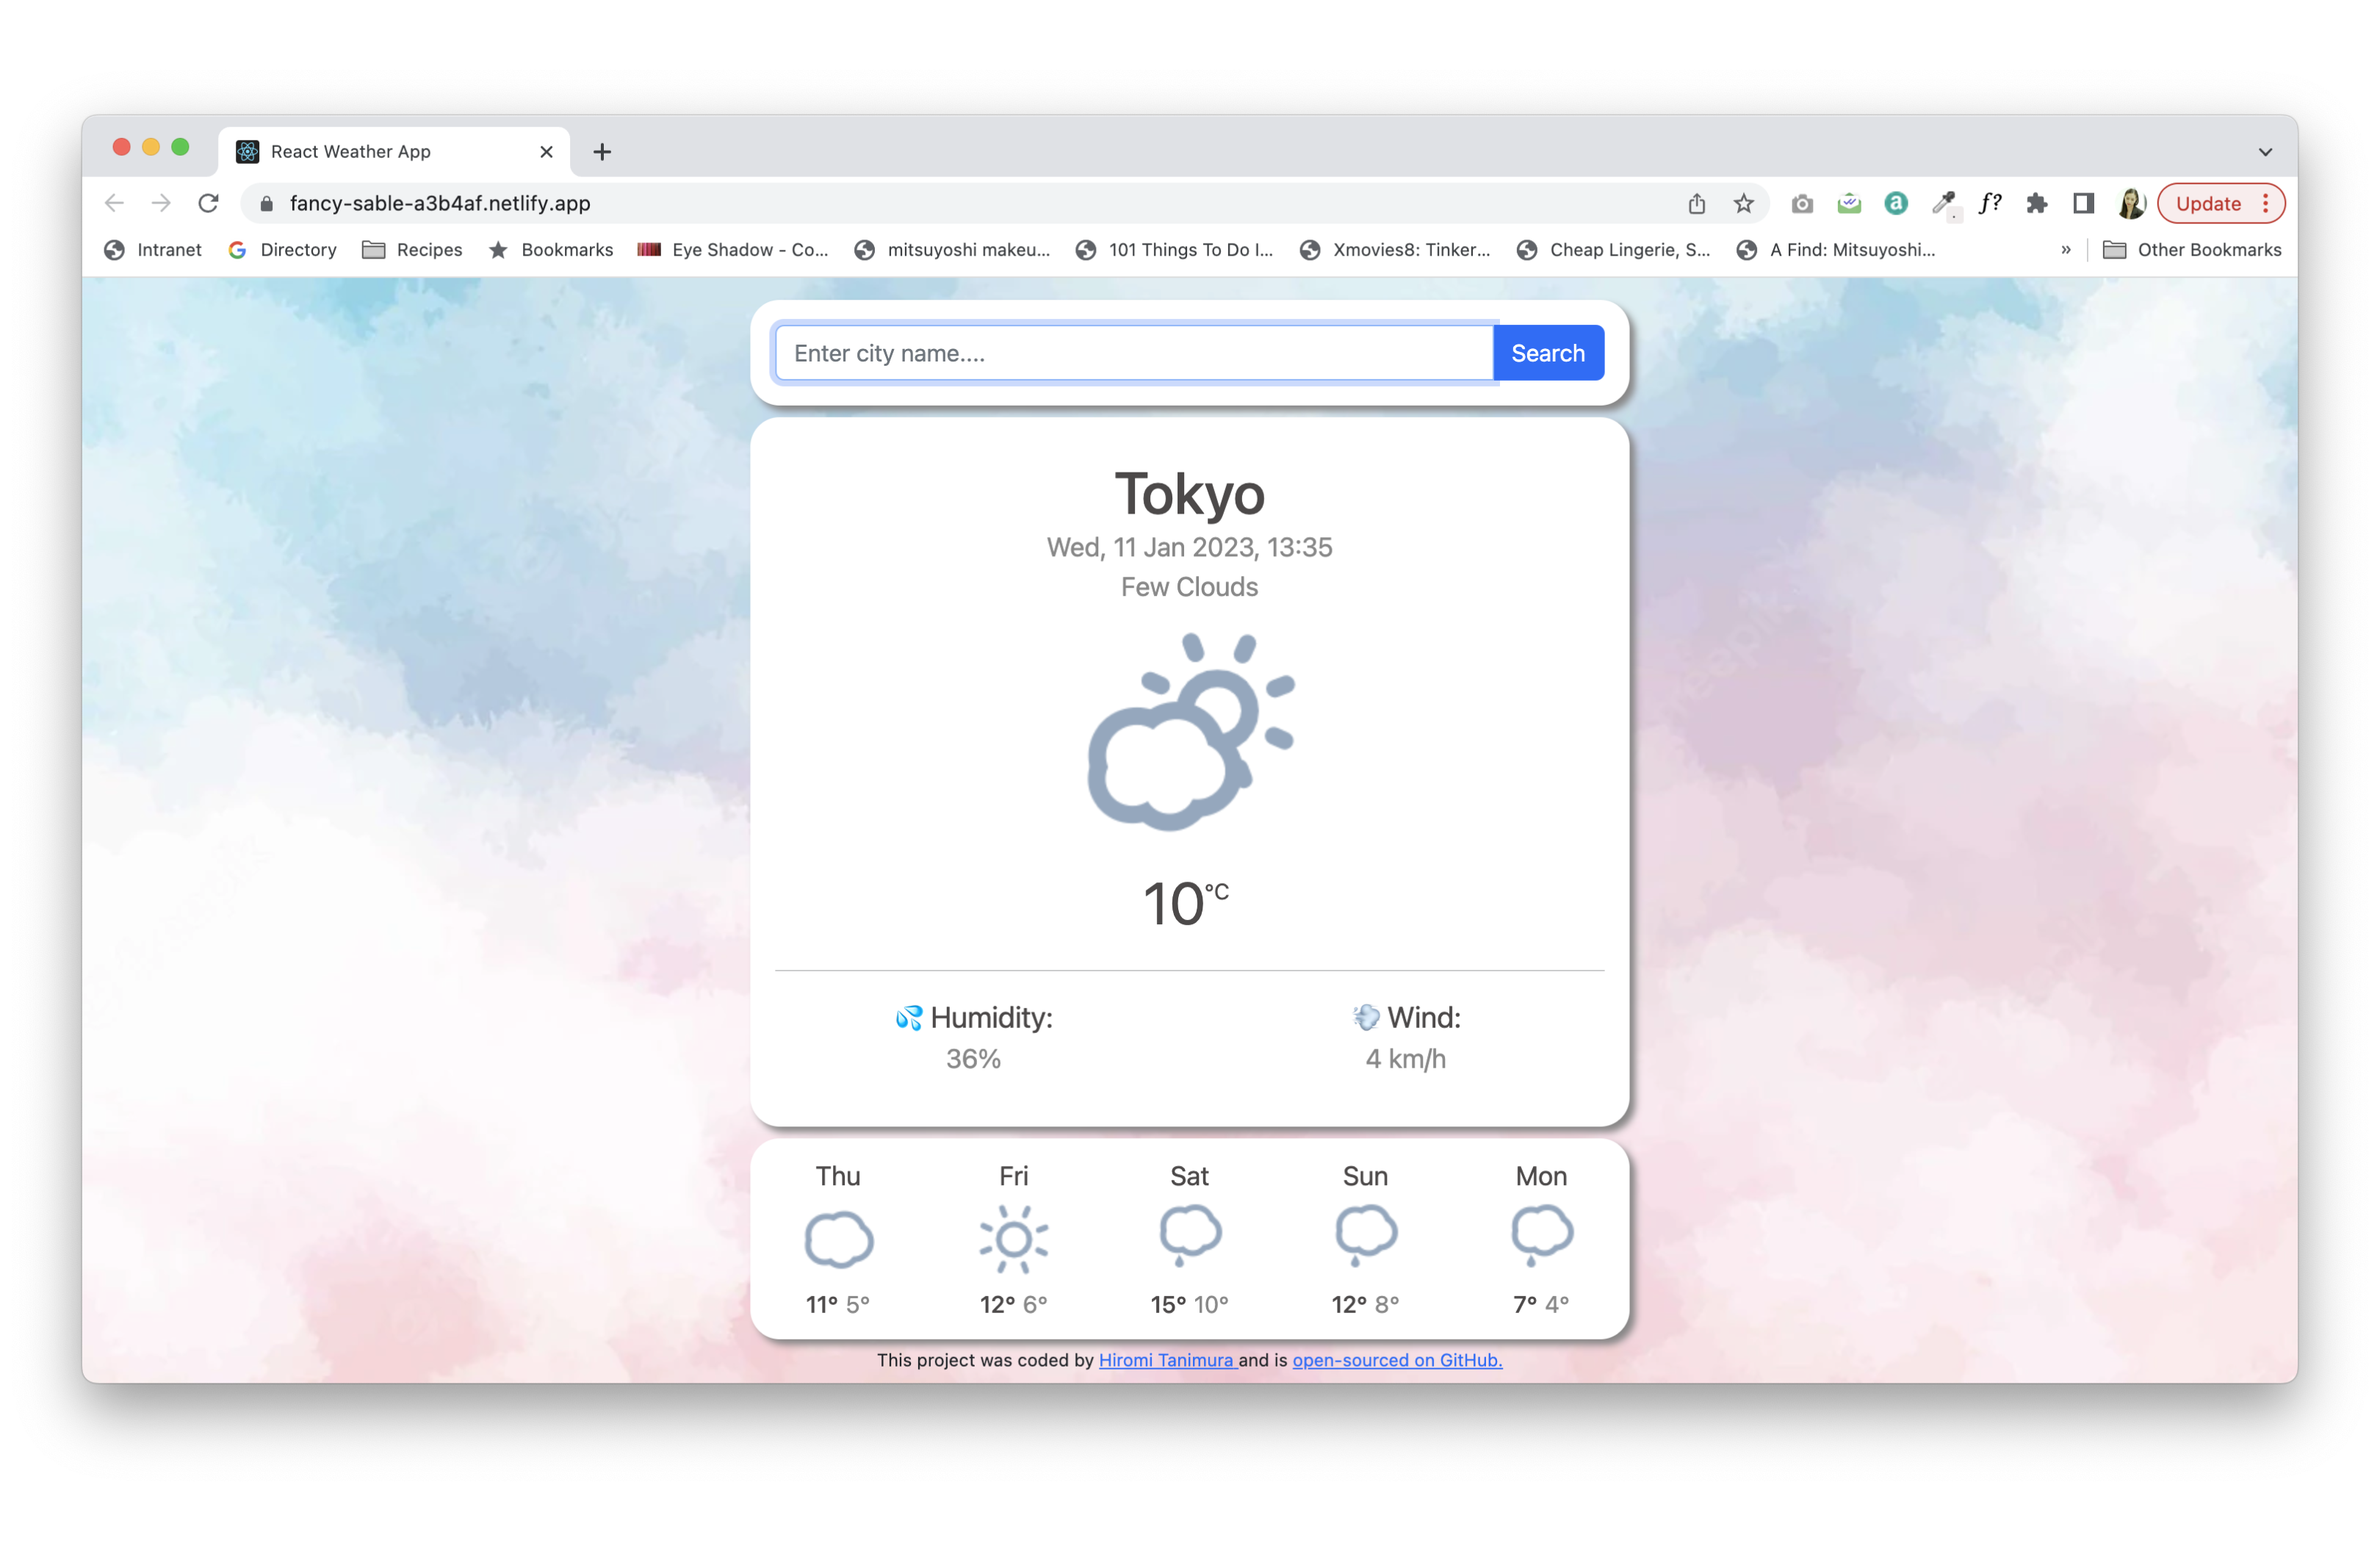 React Weather App
fancy-sable-a3b4af.netlify.app
f?
Update
Intranet Directory Recipes Bookmarks Eye Shadow - Co... mitsuyoshi makeu... 101 Things To Do I... Xmovies8: Tinker... Cheap Lingerie, S... A Find: Mitsuyoshi... » Other Bookmarks
Enter city name.... Search
Tokyo
Wed, 11 Jan 2023, 13:35
Few Clouds
10°C
💦 Humidity: 💨 Wind:
36% 4 km/h
Thu Fri Sat Sun Mon
11° 5° 12° 6° 15° 10° 12° 8° 7° 4°
This project was coded by Hiromi Tanimura and is open-sourced on GitHub.